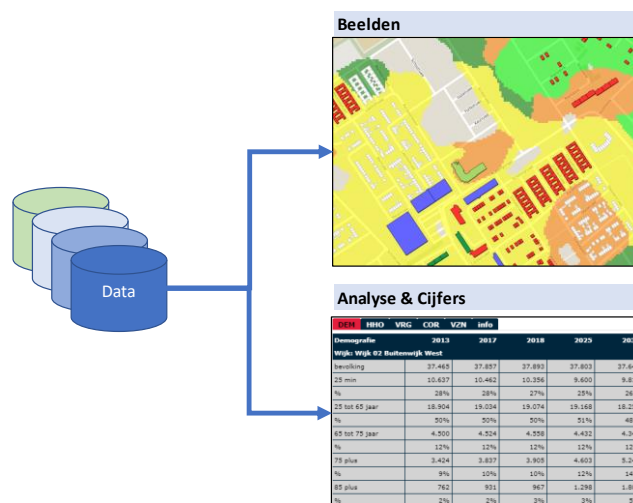 Beelden
Data
Analyse & Cijfers
DEM HHO VRG COR VZN info
Demografie 2013 2017 2018 2025
Wijk: Wijk 02 Buitenwijk West
bevolking 37.465 37.857 37.893 37.803
25 min 10.637 10.462 10.356 9.600
% 28% 28% 27% 25%
25 tot 65 jaar 18.904 19.034 19.074 19.168
% 50% 50% 50% 51%
65 tot 75 jaar 4.500 4.524 4.558 4.432
% 12% 12% 12% 12%
75 plus 3.424 3.837 3.905 4.603
% 9% 10% 10% 12%
85 plus 762 931 967 1.298
% 2% 2% 3% 3%